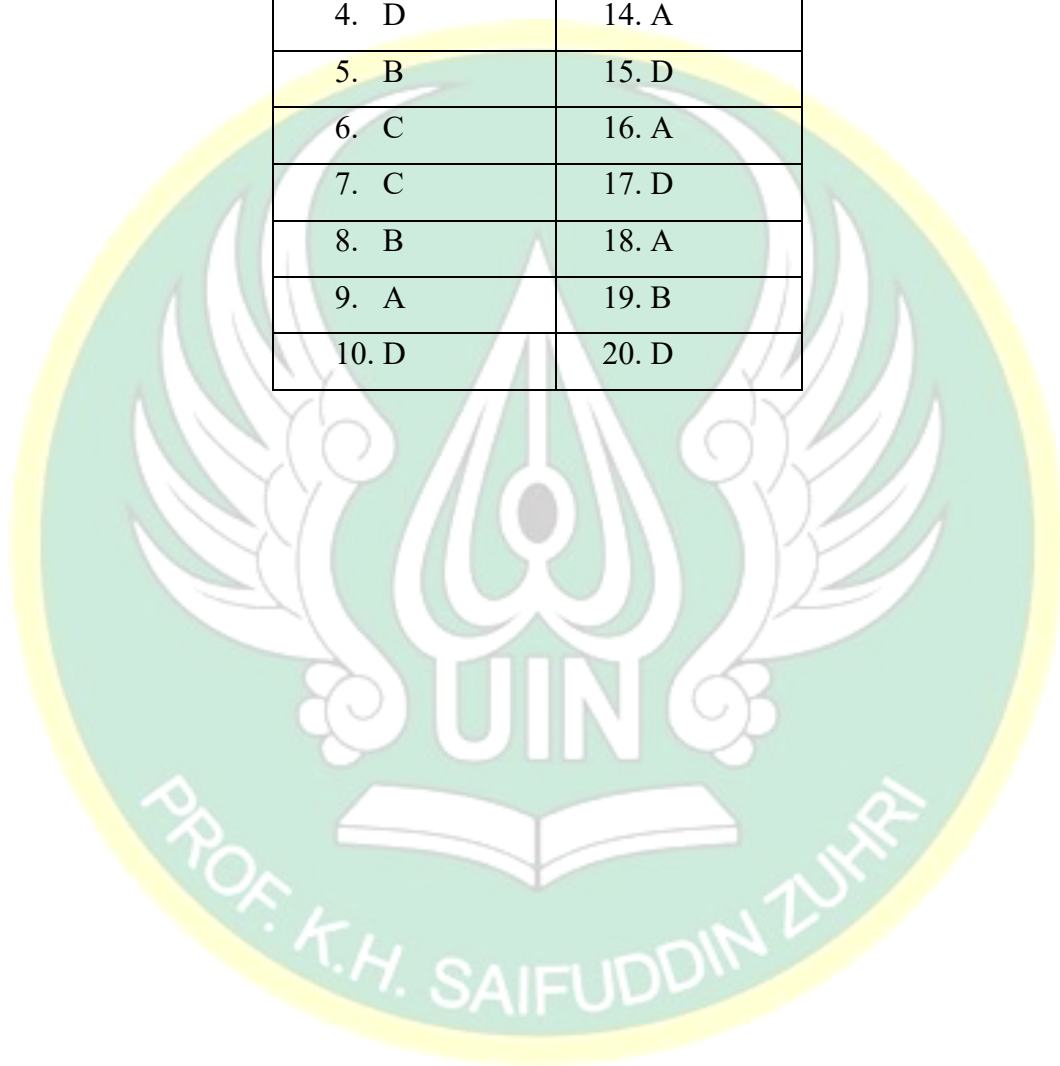 4. D 14. A
5. B 15. D
6. C 16. A
7. C 17. D
8. B 18. A
9. A 19. B
10. D 20. D
UIN
PROF. K.H. SAIFUDDIN ZUHRI